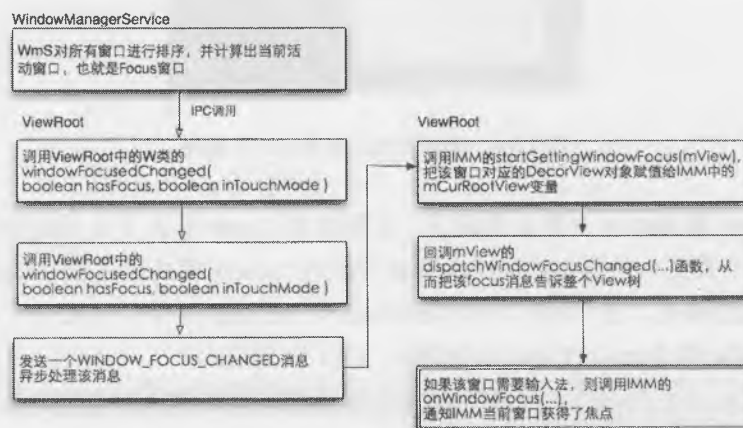 WindowManagerService
WmS对所有窗口进行排序，并计算出当前活
动窗口，也就是Focus窗口
IPC调用
ViewRoot
调用ViewRoot中的W类的
windowFocusedChanged(
boolean hasFocus, boolean inTouchMode )
调用ViewRoot中的
windowFocusedChanged(
boolean hasFocus, boolean inTouchMode )
发送一个WINDOW_FOCUS_CHANGED消息
异步处理该消息
ViewRoot
调用IMM的startGettingWindowFocus(mView),
把该窗口对应的DecorView对象赋值给IMM中的
mCurRootView变量
回调mView的
dispatchWindowFocusChanged(...)函数，从
而把该focus消息告诉整个View树
如果该窗口需要输入法，则调用IMM的
onWindowFocus(...),
通知IMM当前窗口获得了焦点